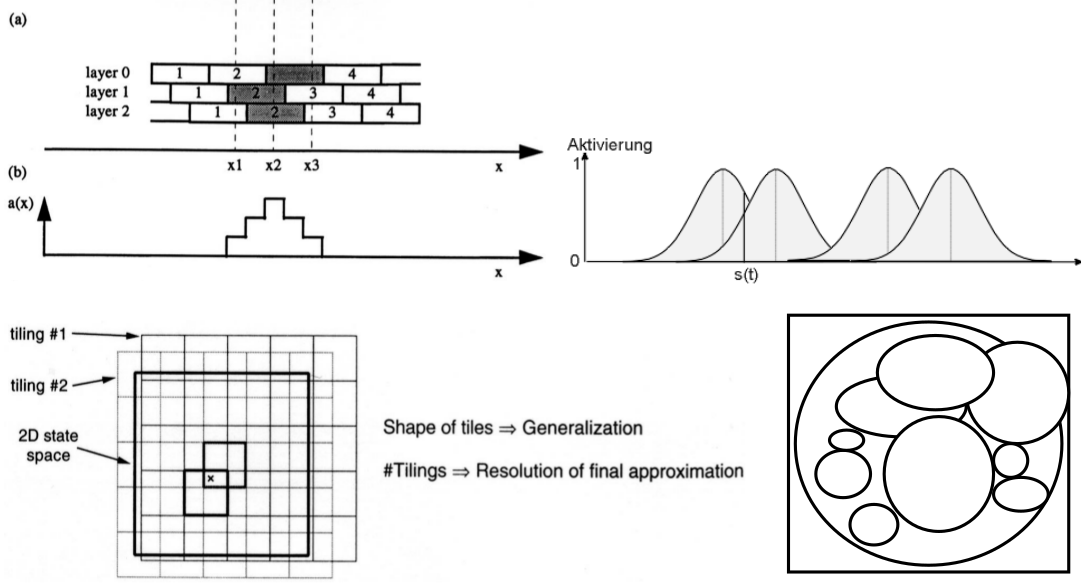 (a)
layer 0 1 2 4
layer 1 1 2 3 4
layer 2 1 2 3 4
x1 x2 x3 x
(b)
a(x)
x
Aktivierung
1
0
s(t)
tiling #1
tiling #2
2D state
space
x
Shape of tiles ⇒ Generalization
#Tilings ⇒ Resolution of final approximation